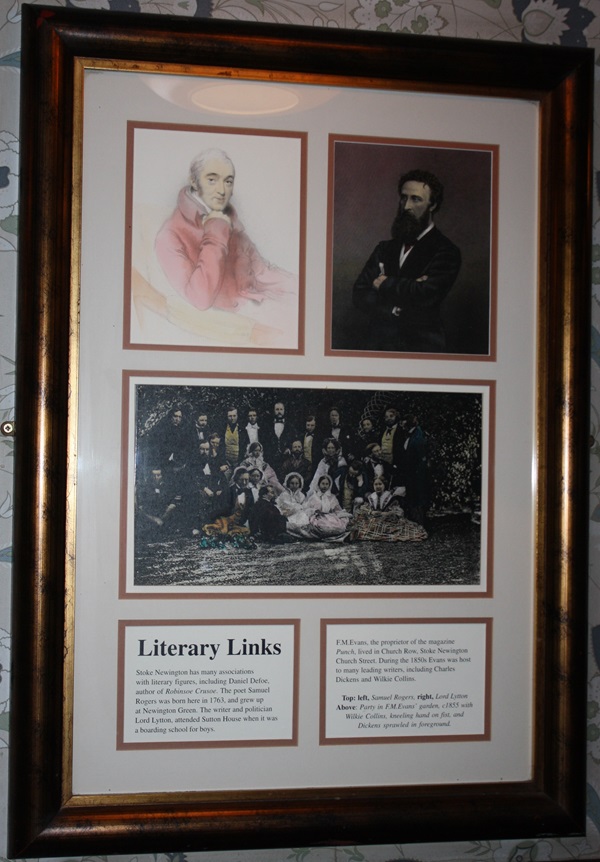 Literary Links
Stoke Newington has many associations
with literary figures, including Daniel Defoe,
author of Robinsoe Crusoe. The poet Samuel
Rogers was born here in 1763, and grew up
at Newington Green. The writer and politician
Lord Lytton, attended Sutton House when it was
a boarding school for boys.
F.M.Evans, the proprietor of the magazine
Punch, lived in Church Row, Stoke Newington
Church Street. During the 1850s Evans was host
to many leading writers, including Charles
Dickens and Wilkie Collins.
Top: left, Samuel Rogers, right, Lord Lytton
Above: Party in F.M.Evans' garden, c1855 with
Wilkie Collins, kneeling hand on fist, and
Dickens sprawled in foreground.